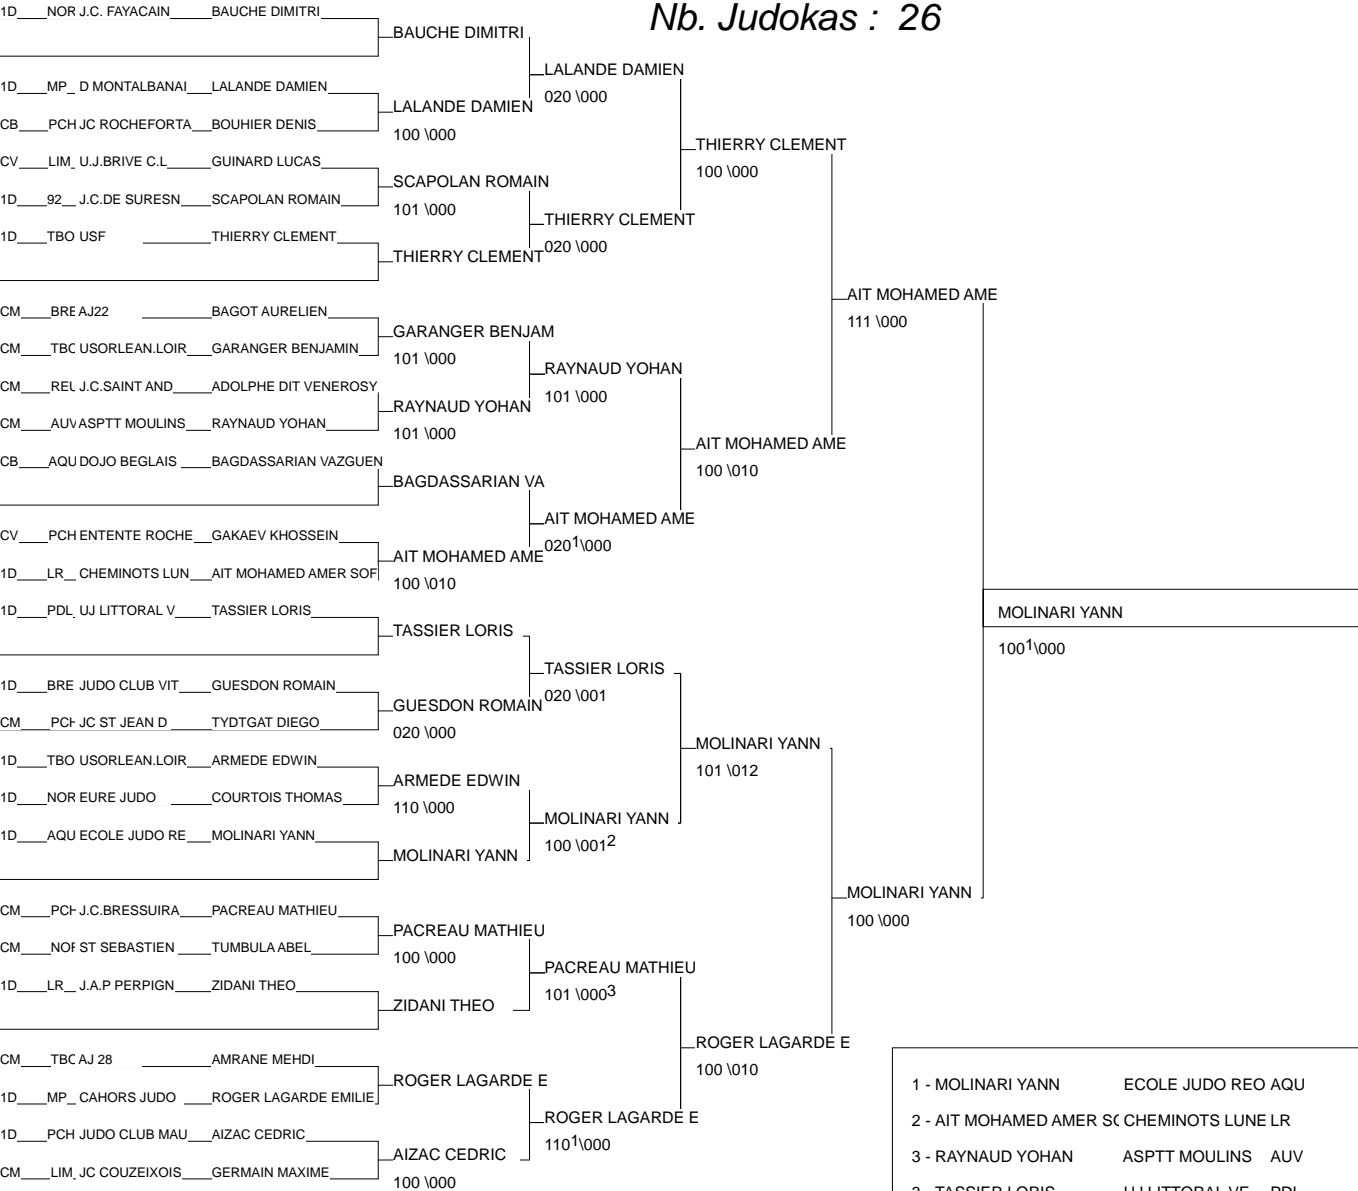 Nb. Judokas : 26
1D NOR J.C. FAYACAIN BAUCHE DIMITRI
BAUCHE DIMITRI
LALANDE DAMIEN
020 \000
1D MP D MONTALBANAI LALANDE DAMIEN
LALANDE DAMIEN
100 \000
CB PCH JC ROCHEFORTA BOUHIER DENIS
THIERRY CLEMENT
100 \000
CV LIM U.J.BRIVE C.L GUINARD LUCAS
SCAPOLAN ROMAIN
101 \000
1D 92 J.C.DE SURESN SCAPOLAN ROMAIN
THIERRY CLEMENT
020 \000
1D TBO USF THIERRY CLEMENT
THIERRY CLEMENT
AIT MOHAMED AME
111 \000
CM BRE AJ22 BAGOT AURELIEN
GARANGER BENJAM
101 \000
CM TBO USORLEAN.LOIR GARANGER BENJAMIN
RAYNAUD YOHAN
101 \000
CM REU J.C.SAINT AND ADOLPHE DIT VENEROSY
RAYNAUD YOHAN
101 \000
CM AUV ASPTT MOULINS RAYNAUD YOHAN
AIT MOHAMED AME
100 \010
CB AQU DOJO BEGLAIS BAGDASSARIAN VAZGUEN
BAGDASSARIAN VA
AIT MOHAMED AME
0201\000
CV PCH ENTENTE ROCHE GAKAEV KHOSSEIN
AIT MOHAMED AME
100 \010
1D LR CHEMINOTS LUN AIT MOHAMED AMER SOF
MOLINARI YANN
1001\000
1D PDL UJ LITTORAL V TASSIER LORIS
TASSIER LORIS
TASSIER LORIS
020 \001
1D BRE JUDO CLUB VIT GUESDON ROMAIN
GUESDON ROMAIN
020 \000
CM PCH JC ST JEAN D TYDTGAT DIEGO
MOLINARI YANN
101 \012
1D TBO USORLEAN.LOIR ARMEDE EDWIN
ARMEDE EDWIN
110 \000
1D NOR EURE JUDO COURTOIS THOMAS
MOLINARI YANN
100 \0012
1D AQU ECOLE JUDO RE MOLINARI YANN
MOLINARI YANN
MOLINARI YANN
100 \000
CM PCH J.C.BRESSUIRA PACREAU MATHIEU
PACREAU MATHIEU
100 \000
CM NOR ST SEBASTIEN TUMBULA ABEL
PACREAU MATHIEU
101 \0003
1D LR J.A.P PERPIGN ZIDANI THEO
ZIDANI THEO
ROGER LAGARDE E
100 \010
CM TBO AJ 28 AMRANE MEHDI
ROGER LAGARDE E
1D MP CAHORS JUDO ROGER LAGARDE EMILIE
ROGER LAGARDE E
1101\000
1D PCH JUDO CLUB MAU AIZAC CEDRIC
AIZAC CEDRIC
100 \000
CM LIM JC COUZEIXOIS GERMAIN MAXIME
1 - MOLINARI YANN ECOLE JUDO REO AQU
2 - AIT MOHAMED AMER SO CHEMINOTS LUNE LR
3 - RAYNAUD YOHAN ASPTT MOULINS AUV
3 - TASSIER LORIS UJ LITTORAL VE PDL